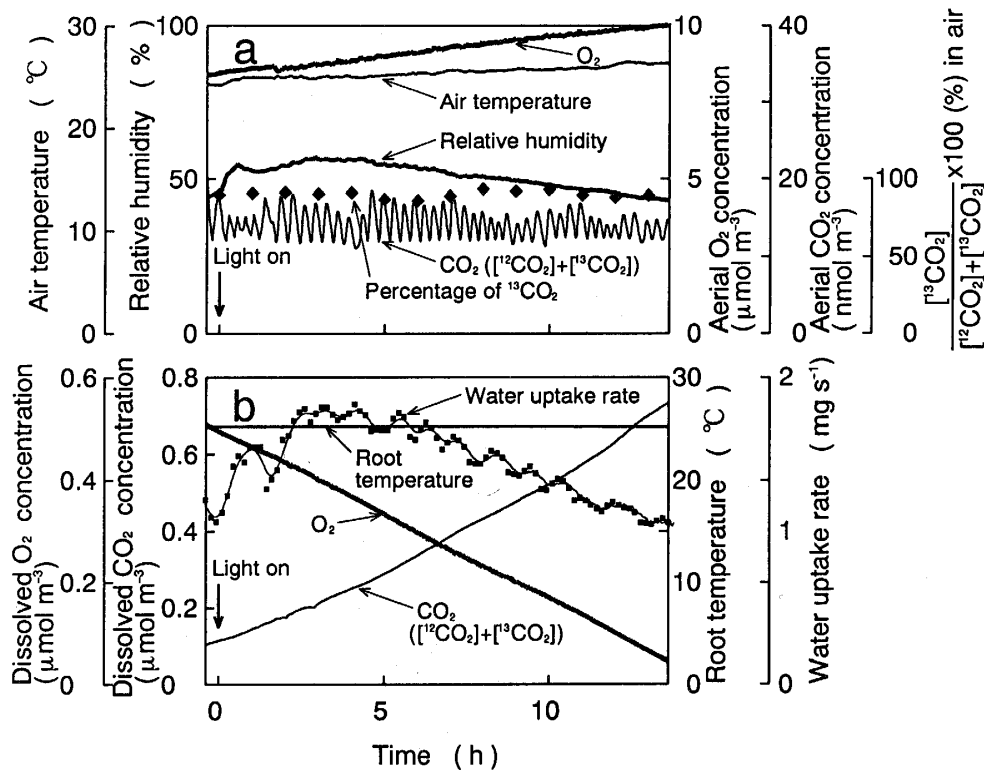 a
30
20
10
0
Air temperature ( °C )
100
50
0
Relative humidity ( % )
O₂
Air temperature
Relative humidity
Light on
CO₂ ([¹²CO₂]+[¹³CO₂])
Percentage of ¹³CO₂
10
5
0
Aerial O₂ concentration
(μmol m⁻³)
40
20
0
Aerial CO₂ concentration
(nmol m⁻³)
100
50
0
[¹³CO₂]
[¹²CO₂]+[¹³CO₂]
x100 (%) in air
b
0.6
0.4
0.2
0
Dissolved O₂ concentration
(μmol m⁻³)
0.8
0.6
0.4
0.2
0
Dissolved CO₂ concentration
(μmol m⁻³)
Water uptake rate
Root
temperature
O₂
Light on
CO₂
([¹²CO₂]+[¹³CO₂])
30
20
10
0
Root temperature ( °C )
2
1
0
Water uptake rate ( mg s⁻¹)
0
5
10
Time ( h )